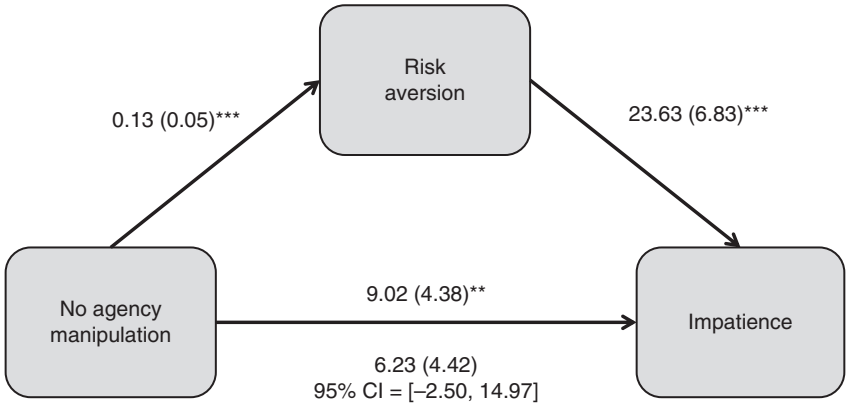 Risk
aversion
0.13 (0.05)***
23.63 (6.83)***
No agency
manipulation
9.02 (4.38)**
Impatience
6.23 (4.42)
95% CI = [–2.50, 14.97]